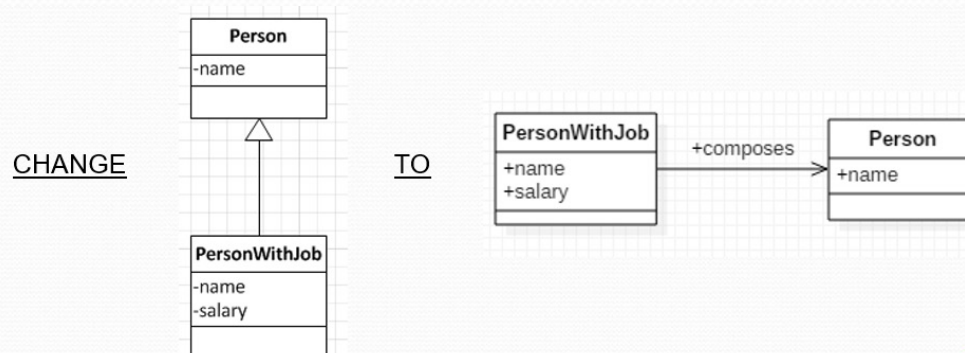 CHANGE
Person
-name
PersonWithJob
-name
-salary
TO
PersonWithJob
+name
+salary
+composes
Person
+name